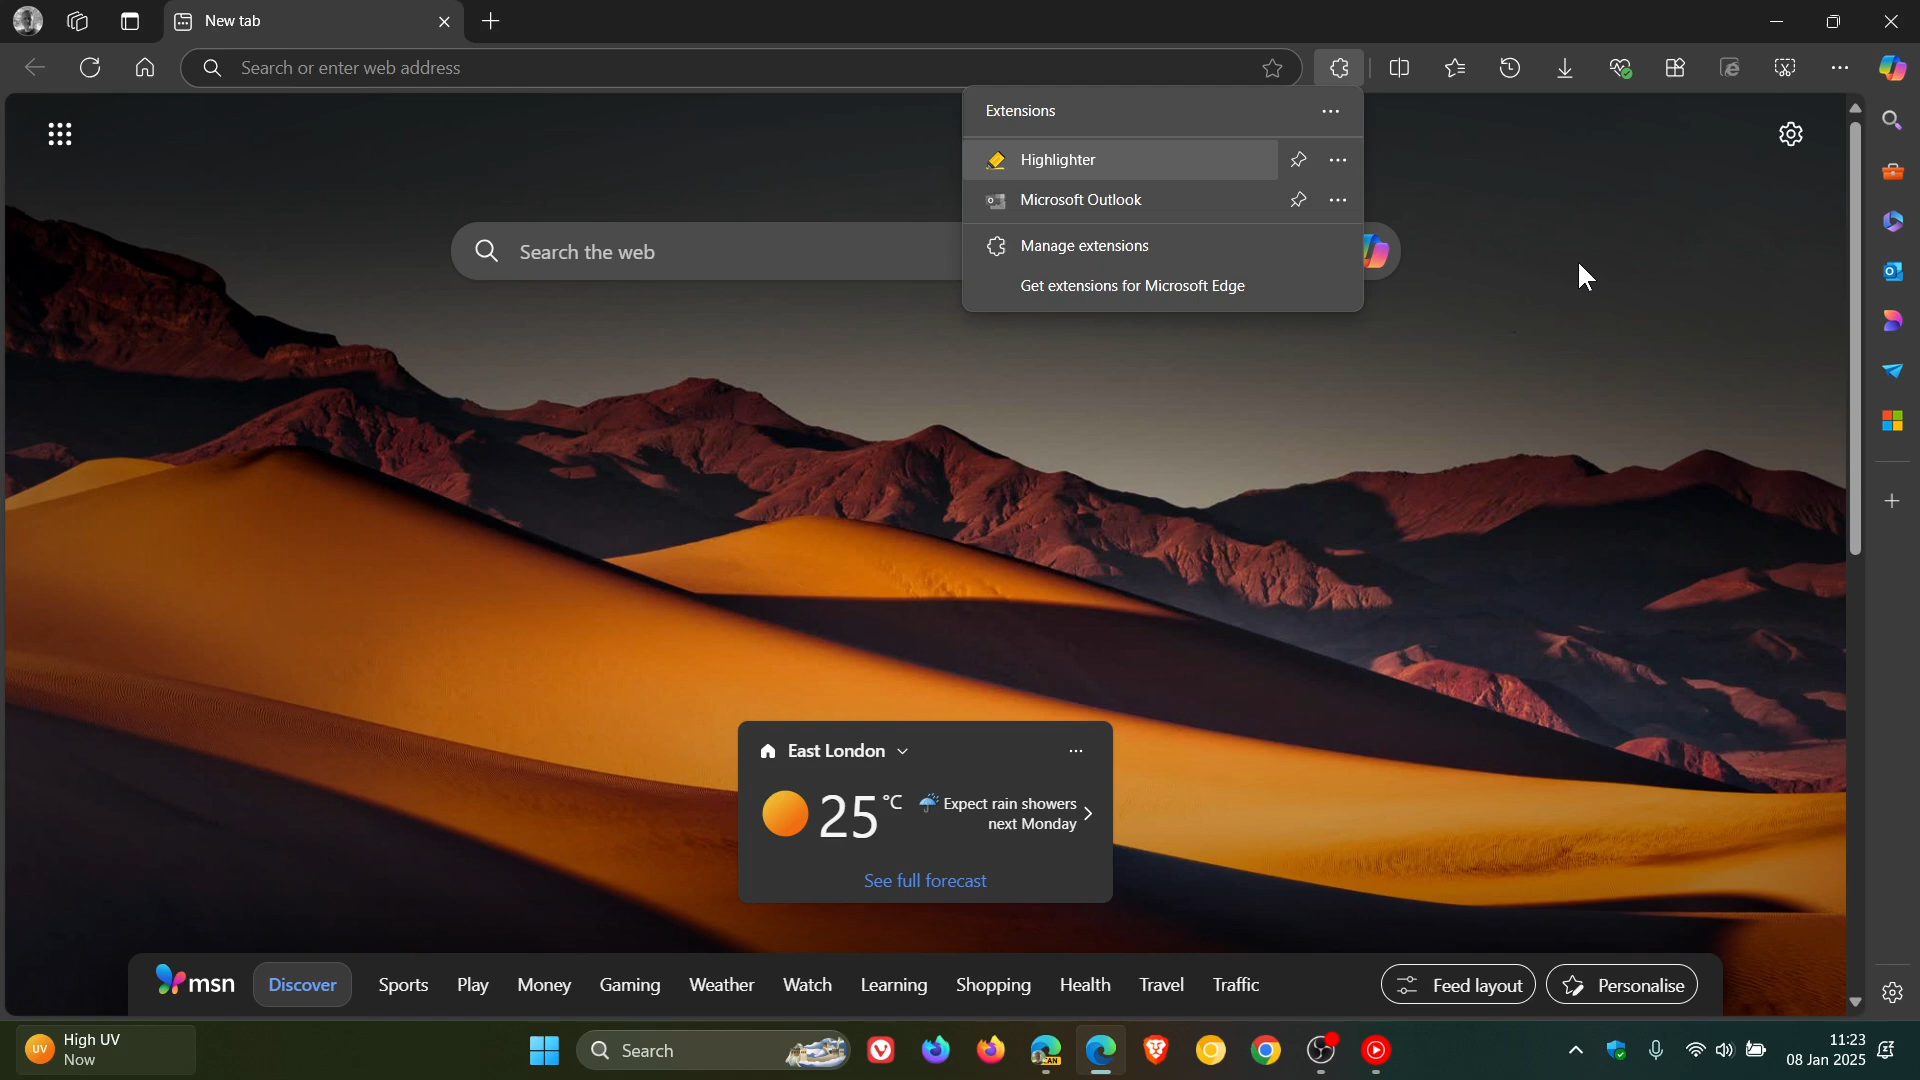 New tab
Search or enter web address
Extensions
Highlighter
Microsoft Outlook
Manage extensions
Get extensions for Microsoft Edge
Search the web
East London
25 °C
Expect rain showers
next Monday
See full forecast
msn
Discover
Sports
Play
Money
Gaming
Weather
Watch
Learning
Shopping
Health
Travel
Traffic
Feed layout
Personalise
UV
High UV
Now
Search
CAN
11:23
08 Jan 2025